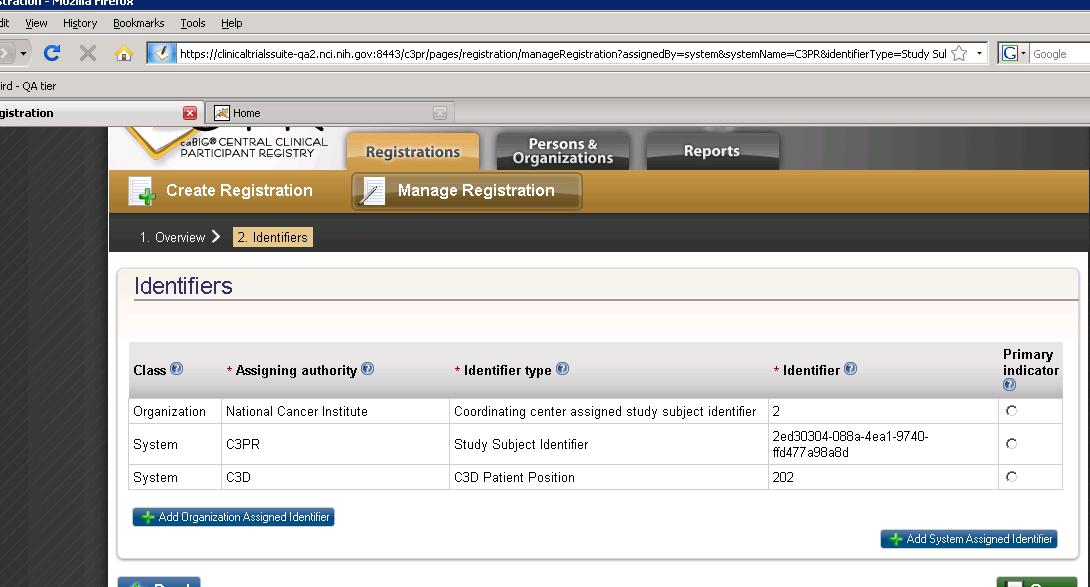 stration - Mozilla Firefox
dit View History Bookmarks Tools Help
https://clinicaltrialssuite-qa2.nci.nih.gov:8443/c3pr/pages/registration/manageRegistration?assignedBy=system&systemName=C3PR&identifierType=Study Sul
G Google
ird - QA tier
gistration
Home
caBIG® CENTRAL CLINICAL
PARTICIPANT REGISTRY
Registrations
Persons &
Organizations
Reports
Create Registration
Manage Registration
1. Overview
2. Identifiers
Identifiers
Class ? * Assigning authority ? * Identifier type ? * Identifier ? Primary
indicator
?
Organization National Cancer Institute Coordinating center assigned study subject identifier 2
System C3PR Study Subject Identifier 2ed30304-088a-4ea1-9740-
ffd477a98a8d
System C3D C3D Patient Position 202
Add Organization Assigned Identifier
Add System Assigned Identifier